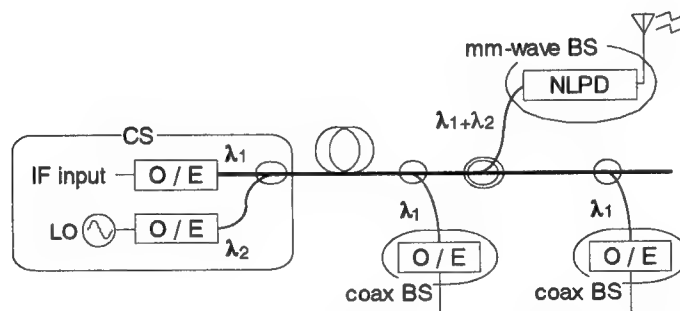 mm-wave BS
NLPD
λ1+λ2
CS
λ1
IF input
O / E
LO
O / E
λ2
λ1
O / E
coax BS
λ1
O / E
coax BS